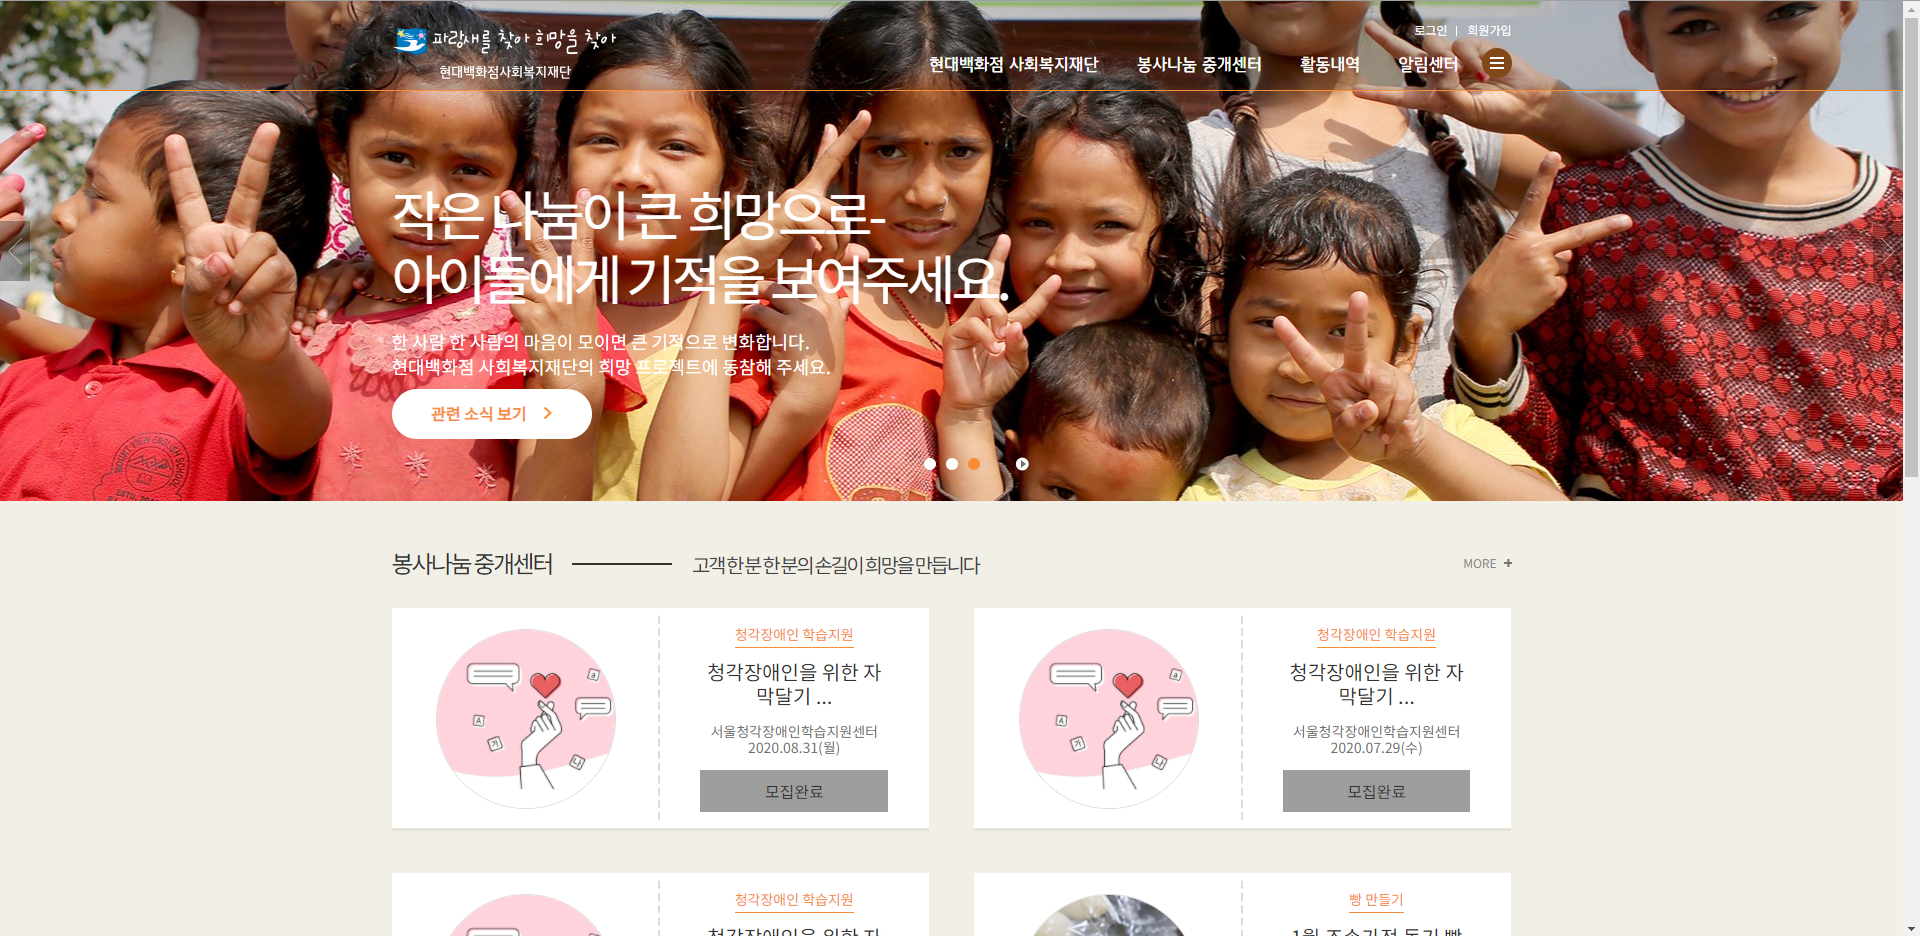 파랑새를 찾아 희망을 찾아
현대백화점사회복지재단
로그인 | 회원가입
현대백화점 사회복지재단 봉사나눔 중개센터 활동내역 알림센터
작은 나눔이 큰 희망으로-
아이들에게 기적을 보여주세요.
한 사람 한 사람의 마음이 모이면 큰 기적으로 변화합니다.
현대백화점 사회복지재단의 희망 프로젝트에 동참해 주세요.
관련 소식 보기
MOUNT VIEW ENGLISH SCHOOL
봉사나눔 중개센터
고객 한 분 한 분의 손길이 희망을 만듭니다
MORE +
청각장애인 학습지원
청각장애인을 위한 자
막달기 ...
서울청각장애인학습지원센터
2020.08.31(월)
모집완료
청각장애인 학습지원
청각장애인을 위한 자
막달기 ...
서울청각장애인학습지원센터
2020.07.29(수)
모집완료
청각장애인 학습지원
청각장애인을 위한 자
빵 만들기